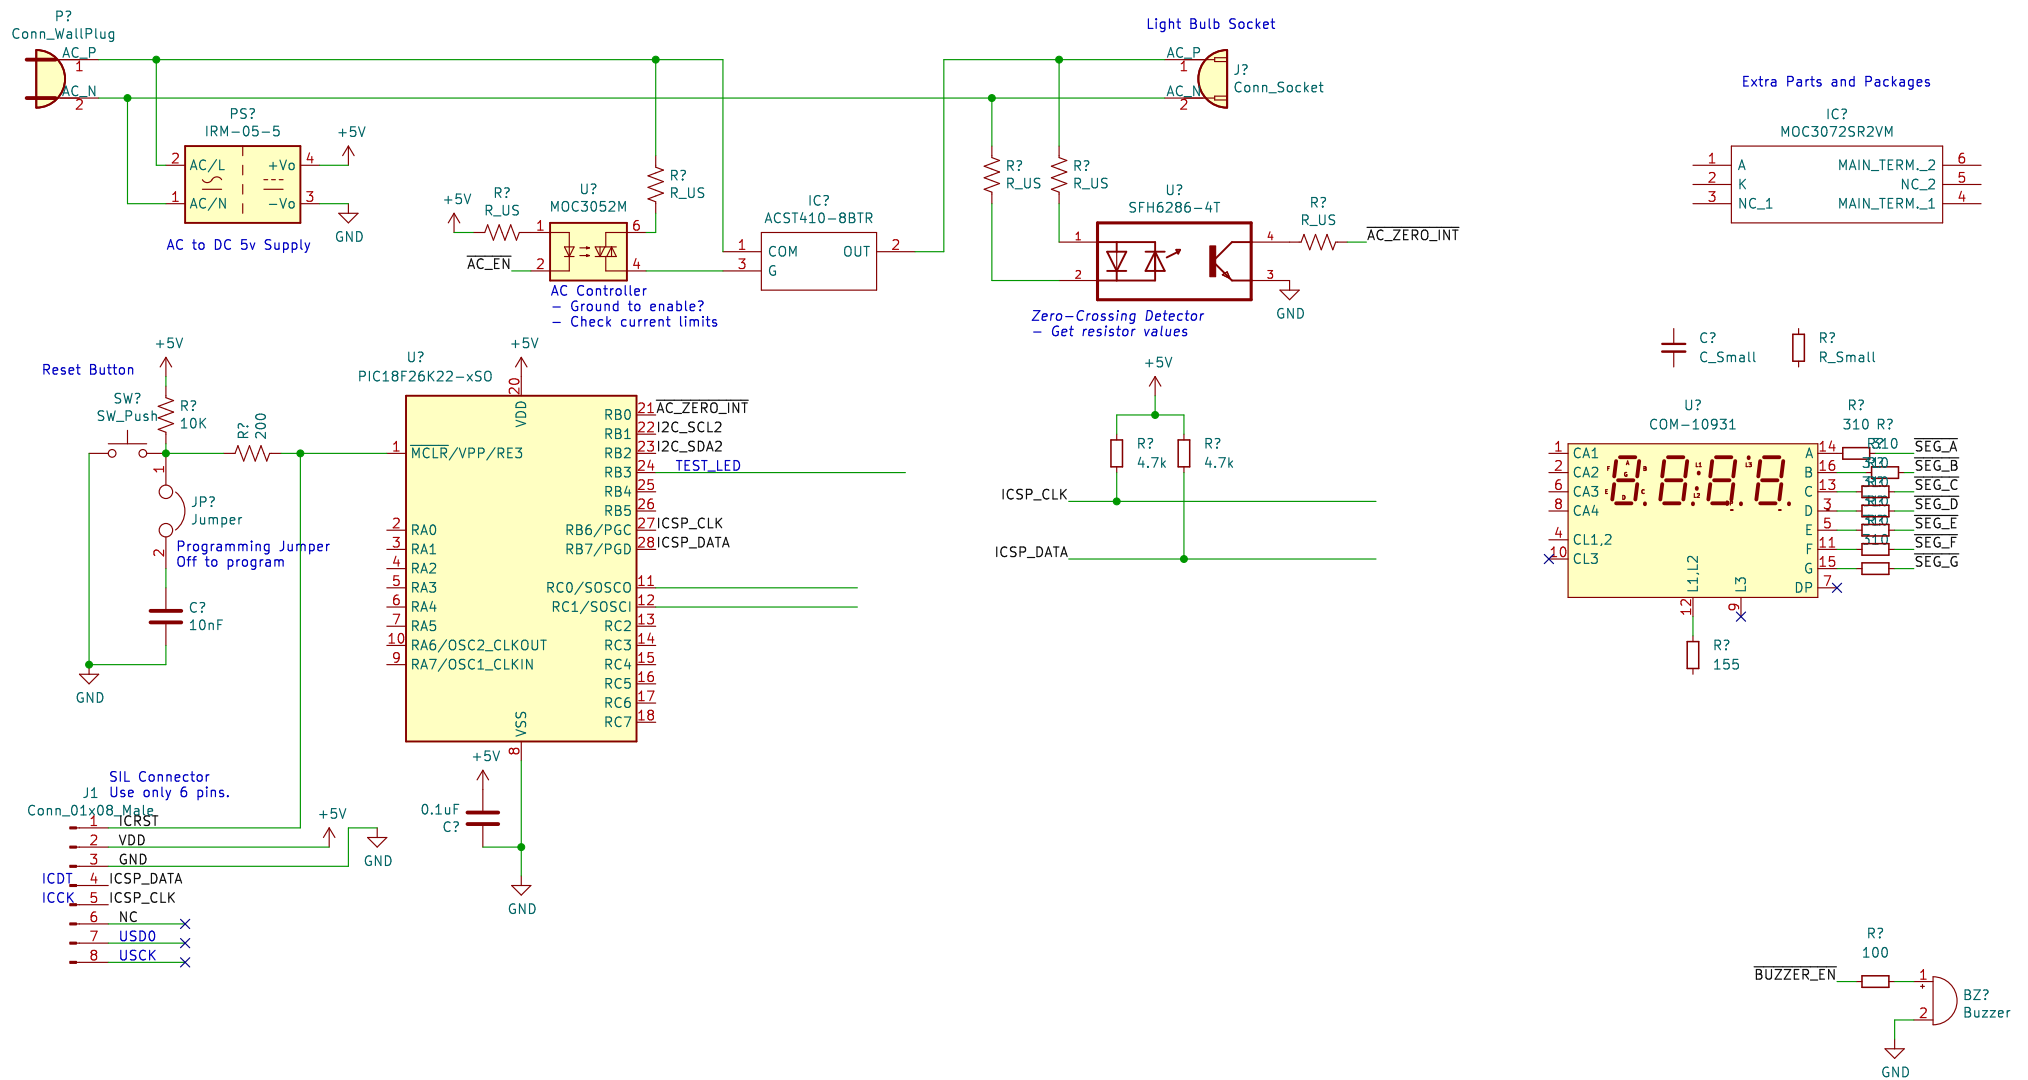 P?
Conn_WallPlug
AC_P
1
AC_N
2
PS?
IRM-05-5
2
AC/L
+Vo
4
1
AC/N
-Vo
3
+5V
GND
AC to DC 5v Supply
+5V
R?
R_US
AC_EN
U?
MOC3052M
1
2
6
4
AC Controller
- Ground to enable?
- Check current limits
R?
R_US
IC?
ACST410-8BTR
1
COM
3
G
OUT
2
Light Bulb Socket
AC_P
1
AC_N
2
J?
Conn_Socket
R?
R_US
R?
R_US
U?
SFH6286-4T
1
2
4
3
R?
R_US
AC_ZERO_INT
GND
Zero-Crossing Detector
- Get resistor values
Extra Parts and Packages
IC?
MOC3072SR2VM
1
A
MAIN_TERM._2
6
2
K
NC_2
5
3
NC_1
MAIN_TERM._1
4
C?
C_Small
R?
R_Small
Reset Button
+5V
SW?
SW_Push
R?
10K
R?
200
1
JP?
Jumper
2
Programming Jumper
Off to program
C?
10nF
GND
U?
PIC18F26K22-xSO
+5V
20
VDD
1
MCLR/VPP/RE3
2
RA0
3
RA1
4
RA2
5
RA3
6
RA4
7
RA5
10
RA6/OSC2_CLKOUT
9
RA7/OSC1_CLKIN
RB0
21
AC_ZERO_INT
RB1
22
I2C_SCL2
RB2
23
I2C_SDA2
RB3
24
TEST_LED
RB4
25
RB5
26
RB6/PGC
27
ICSP_CLK
RB7/PGD
28
ICSP_DATA
RC0/SOSCO
11
RC1/SOSCI
12
RC2
13
RC3
14
RC4
15
RC5
16
RC6
17
RC7
18
VSS
8
+5V
0.1uF
C?
GND
+5V
R?
4.7k
R?
4.7k
ICSP_CLK
ICSP_DATA
U?
COM-10931
1
CA1
2
CA2
6
CA3
8
CA4
4
CL1,2
10
CL3
A
14
B
16
C
13
D
3
E
5
F
11
G
15
DP
7
L1,L2
12
L3
9
R?
310
R?
310
310
310
310
310
310
SEG_A
SEG_B
SEG_C
SEG_D
SEG_E
SEG_F
SEG_G
R?
155
SIL Connector
Use only 6 pins.
J1
Conn_01x08_Male
1
ICRST
2
VDD
3
GND
ICDT
4
ICSP_DATA
ICCK
5
ICSP_CLK
6
NC
7
USD0
8
USCK
+5V
GND
R?
100
BUZZER_EN
1
+
2
BZ?
Buzzer
GND